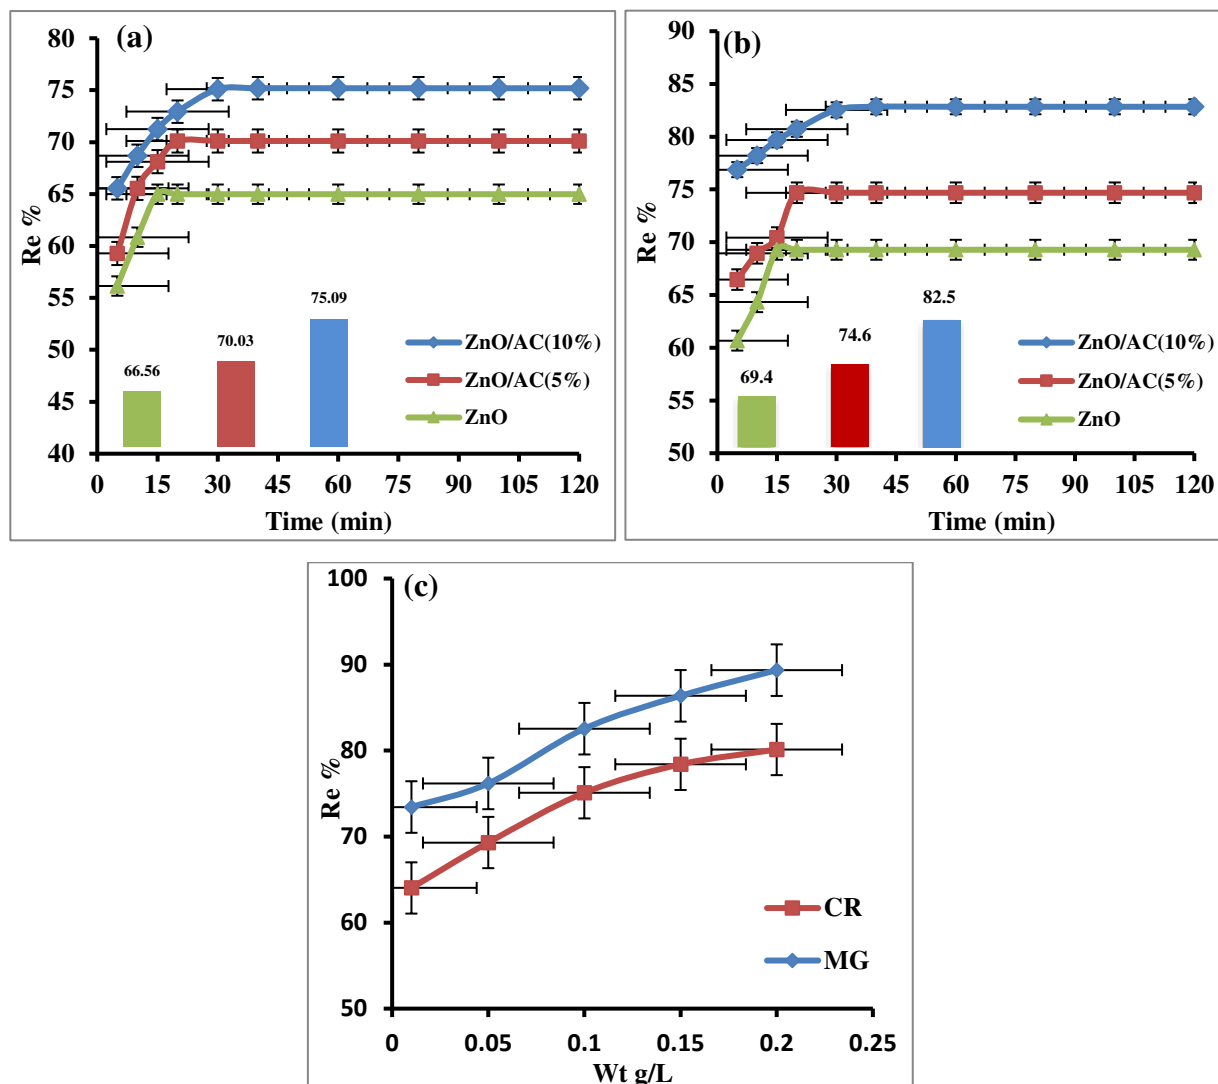 (a)
80
75
70
65
60
55
50
45
40
Re %
75.09
70.03
66.56
ZnO/AC(10%)
ZnO/AC(5%)
ZnO
0 15 30 45 60 75 90 105 120
Time (min)
(b)
90
85
80
75
70
65
60
55
50
Re %
82.5
74.6
69.4
ZnO/AC(10%)
ZnO/AC(5%)
ZnO
0 15 30 45 60 75 90 105 120
Time (min)
(c)
100
90
80
70
60
50
Re %
CR
MG
0 0.05 0.1 0.15 0.2 0.25
Wt g/L